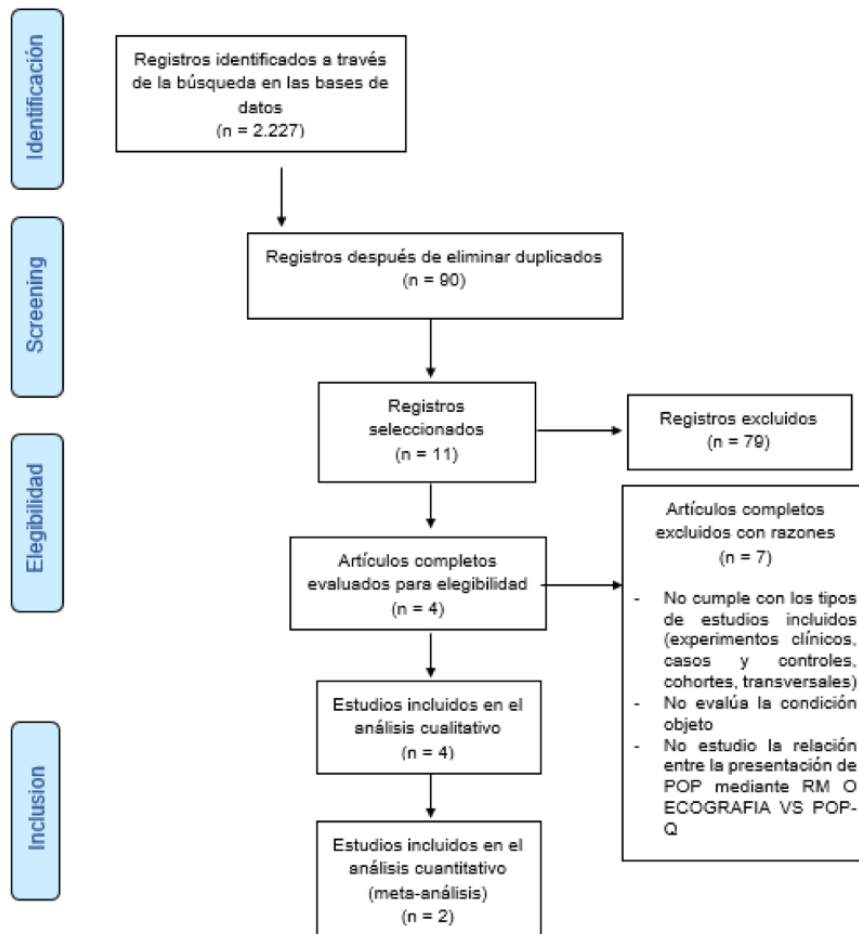 Identificación
Registros identificados a través
de la búsqueda en las bases de
datos
(n = 2.227)
Screening
Registros después de eliminar duplicados
(n = 90)
Registros
seleccionados
(n = 11)
Registros excluidos
(n = 79)
Elegibilidad
Artículos completos
evaluados para elegibilidad
(n = 4)
Artículos completos
excluidos con razones
(n = 7)
- No cumple con los tipos
de estudios incluidos
(experimentos clínicos,
casos y controles,
cohortes, transversales)
- No evalúa la condición
objeto
- No estudio la relación
entre la presentación de
POP mediante RM O
ECOGRAFIA VS POP-
Q
Inclusion
Estudios incluidos en el
análisis cualitativo
(n = 4)
Estudios incluidos en el
análisis cuantitativo
(meta-análisis)
(n = 2)